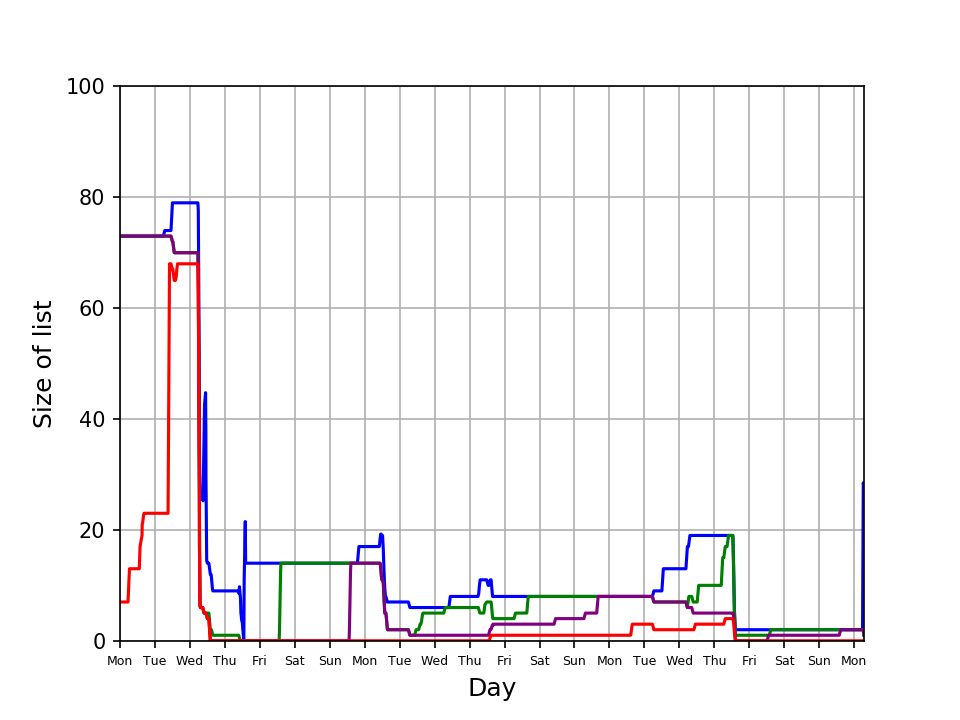 100
80
60
40
20
0
Size of list
Mon Tue Wed Thu Fri Sat Sun Mon Tue Wed Thu Fri Sat Sun Mon Tue Wed Thu Fri Sat Sun Mon
Day